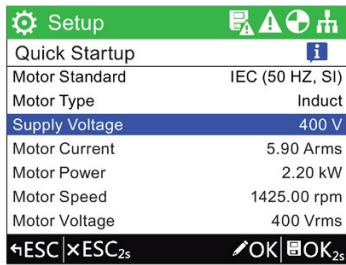 Setup
Quick Startup
Motor Standard IEC (50 HZ, SI)
Motor Type Induct
Supply Voltage 400 V
Motor Current 5.90 Arms
Motor Power 2.20 kW
Motor Speed 1425.00 rpm
Motor Voltage 400 Vrms
ESC ESC2s OK OK2s